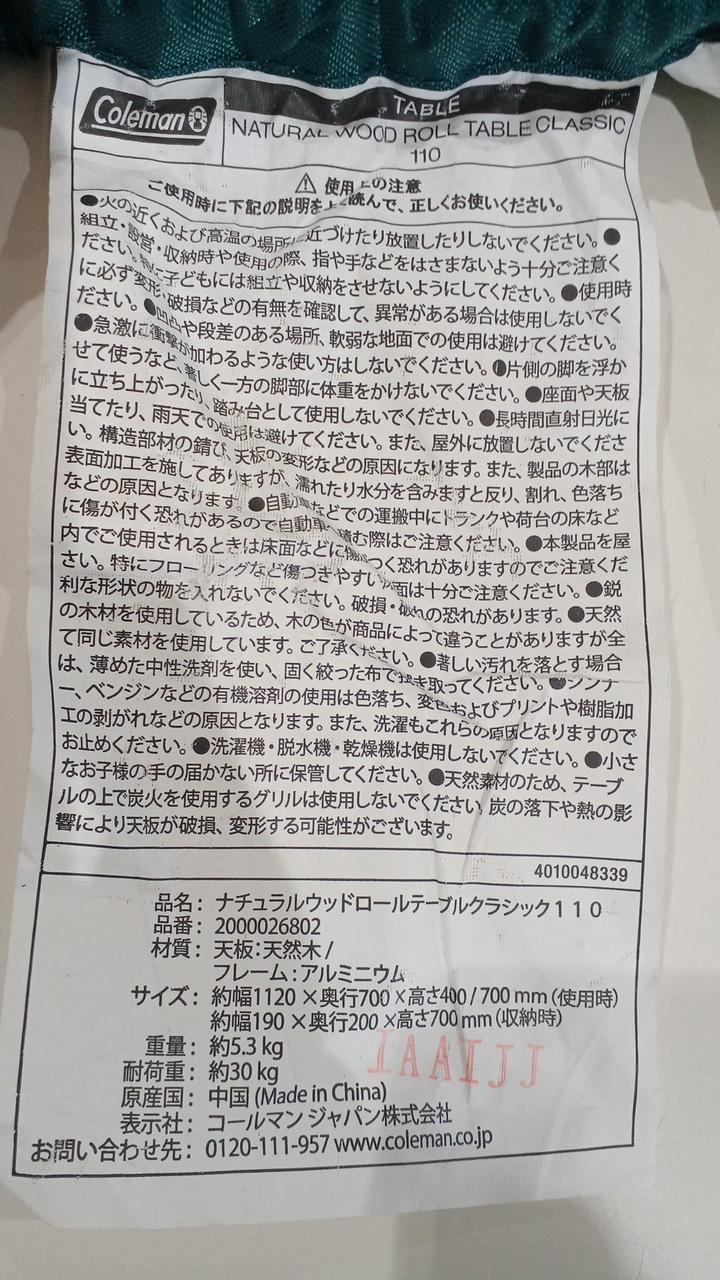 Coleman
TABLE
NATURAL WOOD ROLL TABLE CLASSIC
110
⚠ 使用上の注意
ご使用時に下記の説明をよく読んで、正しくお使いください。
●火の近くおよび高温の場所に近づけたり放置したりしないでください。●
組立・設営・収納時や使用の際、指や手などをはさまないよう十分ご注意く
ださい。特に子どもには組立や収納をさせないようにしてください。●使用時
に必ず変形、破損などの有無を確認して、異常がある場合は使用しないでく
ださい。●凹凸や段差のある場所、軟弱な地面での使用は避けてください。
●急激に衝撃が加わるような使い方はしないでください。●片側の脚を浮か
せて使うなど、著しく一方の脚部に体重をかけないでください。●座面や天板
に立ち上がったり、踏み台として使用しないでください。●長時間直射日光に
当てたり、雨天での使用は避けてください。また、屋外に放置しないでくださ
い。構造部材の錆び、天板の変形などの原因になります。また、製品の木部は
表面加工を施してありますが、濡れたり水分を含みますと反り、割れ、色落ち
などの原因となります。●自動車などでの運搬中にトランクや荷台の床など
に傷が付く恐れがあるので自動車に積む際はご注意ください。●本製品を屋
内でご使用されるときは床面などに傷がつく恐れがありますのでご注意くだ
さい。特にフローリングなど傷つきやすい床面は十分ご注意ください。●鋭
利な形状の物を入れないでください。破損・破れの恐れがあります。●天然
の木材を使用しているため、木の色が商品によって違うことがありますが全
て同じ素材を使用しています。ご了承ください。●著しい汚れを落とす場合
は、薄めた中性洗剤を使い、固く絞った布で拭き取ってください。●シンナ
ー、ベンジンなどの有機溶剤の使用は色落ち、変色およびプリントや樹脂加
工の剥がれなどの原因となります。また、洗濯もこれらの原因となりますので
お止めください。●洗濯機・脱水機・乾燥機は使用しないでください。●小さ
なお子様の手の届かない所に保管してください。●天然素材のため、テーブ
ルの上で炭火を使用するグリルは使用しないでください。炭の落下や熱の影
響により天板が破損、変形する可能性がございます。
4010048339
品名：ナチュラルウッドロールテーブルクラシック１１０
品番：2000026802
材質：天板：天然木 /
フレーム：アルミニウム
サイズ：約幅1120 ×奥行700 ×高さ400 / 700 mm（使用時）
約幅190 ×奥行200 ×高さ700 mm（収納時）
重量：約5.3 kg
耐荷重：約30 kg
原産国：中国 (Made in China)
表示社：コールマン ジャパン株式会社
お問い合わせ先：0120-111-957 www.coleman.co.jp